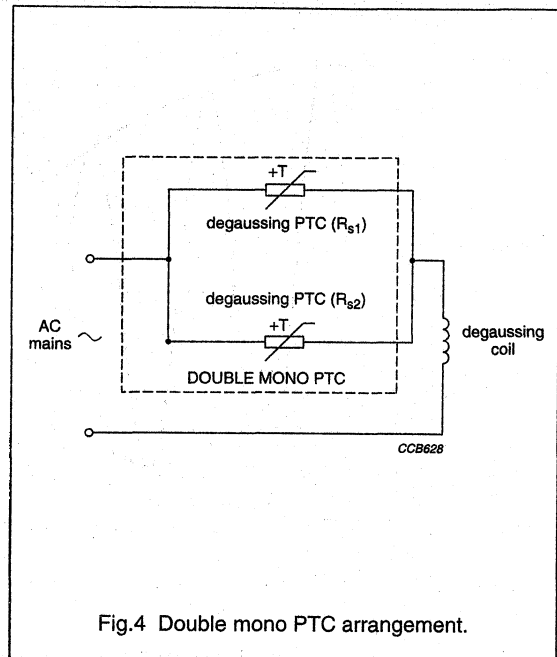 +T
degaussing PTC (Rs1)
degaussing PTC (Rs2)
+T
AC
mains
DOUBLE MONO PTC
degaussing
coil
CCB628
Fig.4 Double mono PTC arrangement.